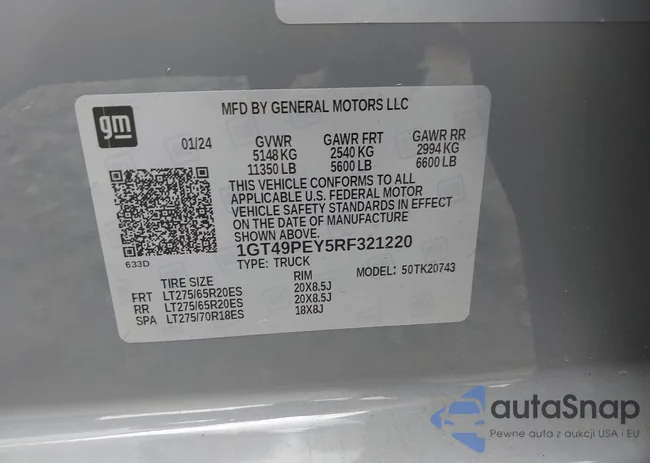 gm
MFD BY GENERAL MOTORS LLC
01/24 GVWR GAWR FRT GAWR RR
5148 KG 2540 KG 2994 KG
11350 LB 5600 LB 6600 LB
THIS VEHICLE CONFORMS TO ALL
APPLICABLE U.S. FEDERAL MOTOR
VEHICLE SAFETY STANDARDS IN EFFECT
ON THE DATE OF MANUFACTURE
SHOWN ABOVE.
1GT49PEY5RF321220
633D
TYPE: TRUCK
MODEL: 50TK20743
TIRE SIZE RIM
FRT LT275/65R20ES 20X8.5J
RR LT275/65R20ES 20X8.5J
SPA LT275/70R18ES 18X8J
autaSnap
Pewne auta z aukcji USA i EU